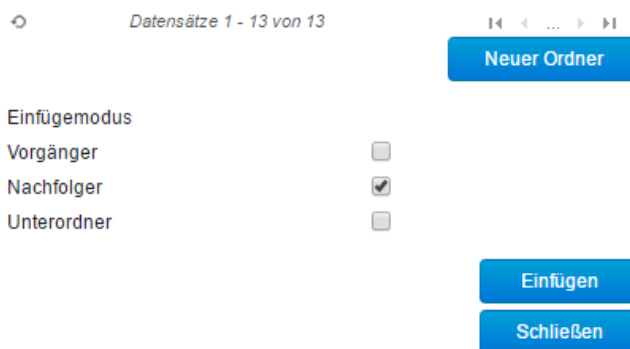 Datensätze 1 - 13 von 13 ...
Neuer Ordner
Einfügemodus
Vorgänger
Nachfolger
Unterordner
Einfügen
Schließen